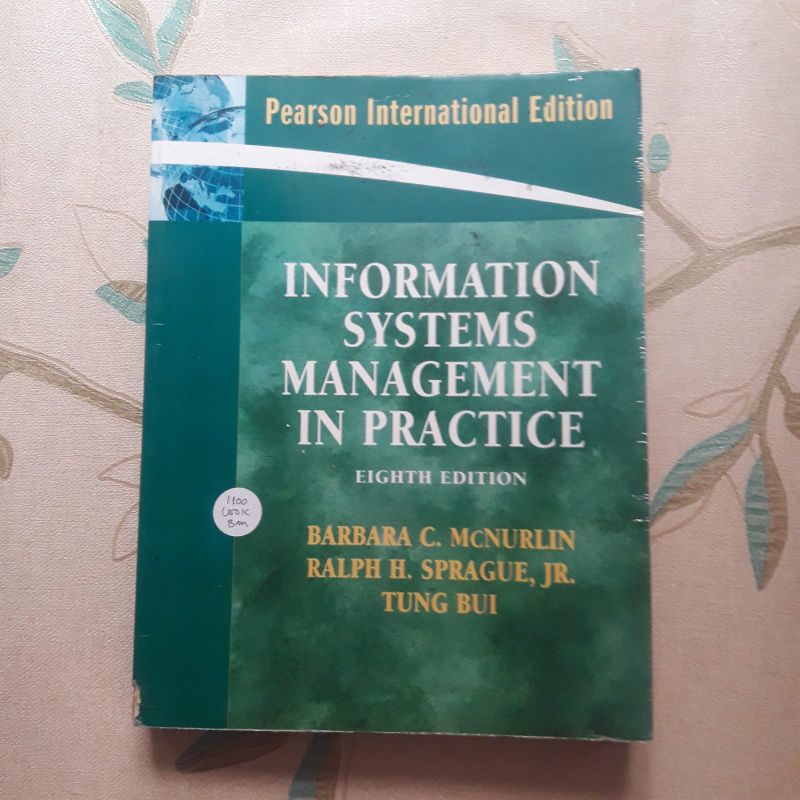 Pearson International Edition
INFORMATION
SYSTEMS
MANAGEMENT
IN PRACTICE
EIGHTH EDITION
BARBARA C. McNURLIN
RALPH H. SPRAGUE, JR.
TUNG BUI